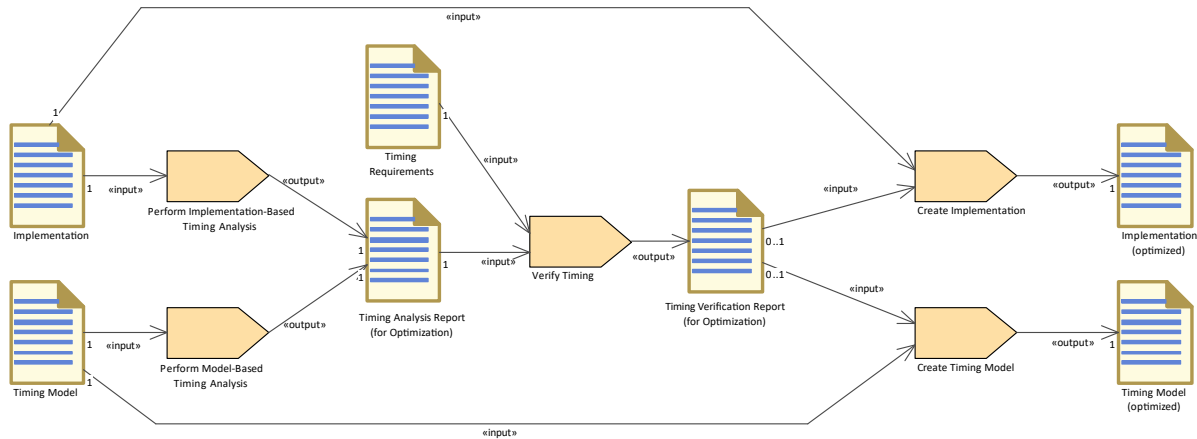 «input»
1
1
Timing
Requirements
«input»
1
«input»
Implementation
Perform Implementation-Based
Timing Analysis
«output»
1
1
Timing Analysis Report
(for Optimization)
1
«input»
Verify Timing
«output»
Timing Verification Report
(for Optimization)
0..1
0..1
«input»
«input»
Create Implementation
«output»
1
Implementation
(optimized)
1
«input»
1
Timing Model
Perform Model-Based
Timing Analysis
«output»
Create Timing Model
«output»
1
Timing Model
(optimized)
«input»